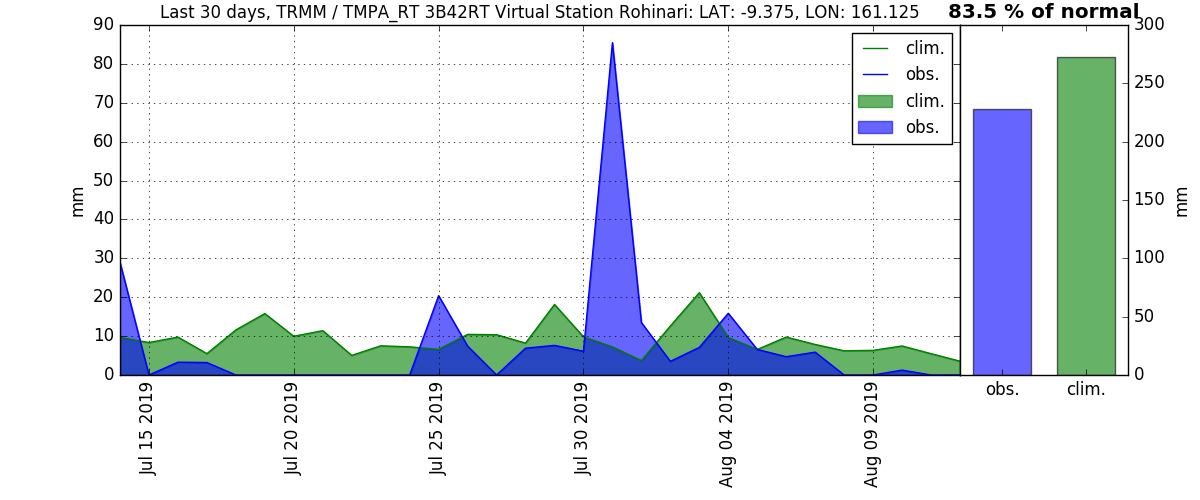 Last 30 days, TRMM / TMPA_RT 3B42RT Virtual Station Rohinari: LAT: -9.375, LON: 161.125
83.5 % of normal
90
80
70
60
50
40
30
20
10
0
mm
clim.
obs.
clim.
obs.
Jul 15 2019
Jul 20 2019
Jul 25 2019
Jul 30 2019
Aug 04 2019
Aug 09 2019
300
250
200
150
100
50
0
mm
obs.
clim.